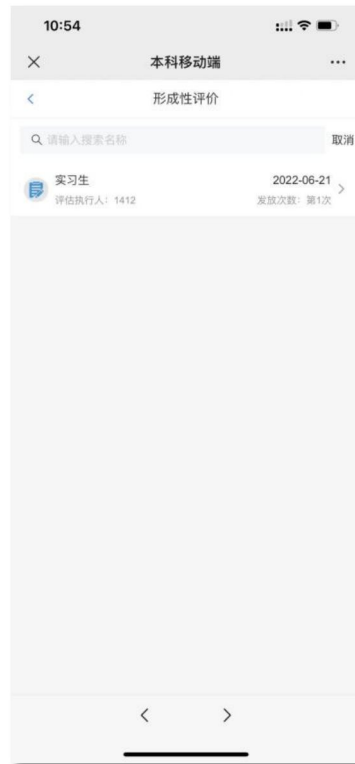 10:54
本科移动端
形成性评价
请输入搜索名称 取消
实习生 2022-06-21
评估执行人：1412 发放次数：第1次